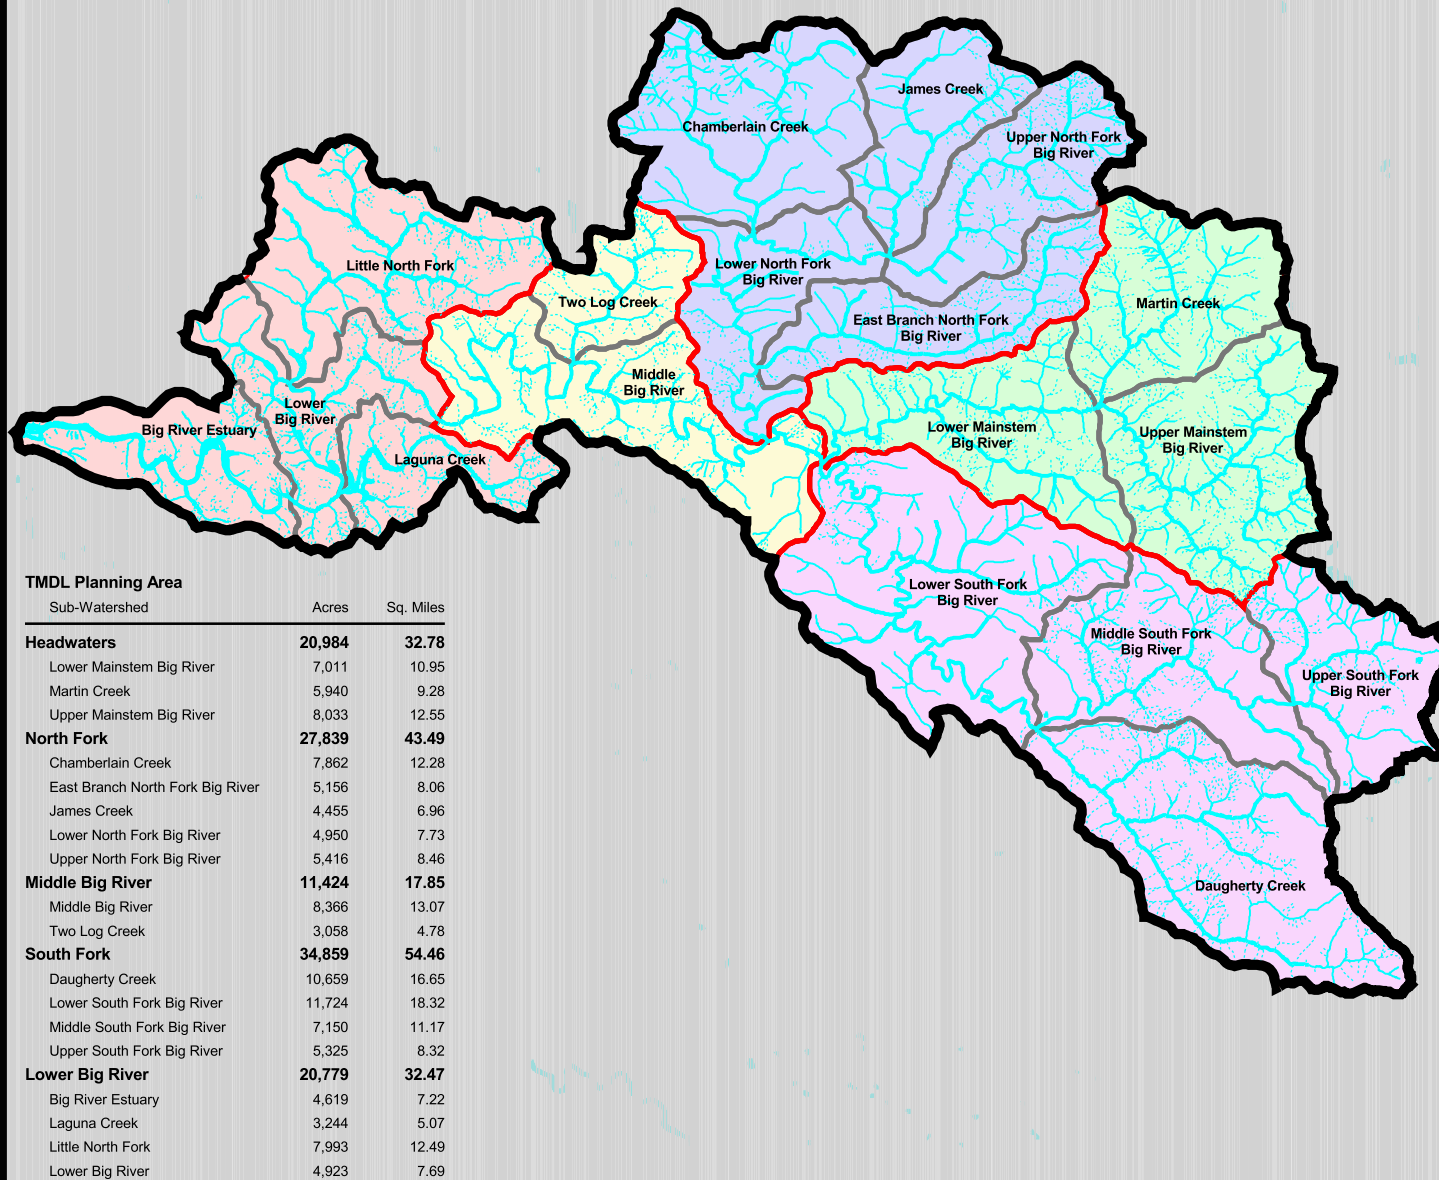 James Creek
Chamberlain Creek
Upper North Fork
Big River
Little North Fork
Lower North Fork
Big River
Two Log Creek
Martin Creek
East Branch North Fork
Big River
Middle
Big River
Lower
Big River
Big River Estuary
Lower Mainstem
Big River
Upper Mainstem
Big River
Laguna Creek
Lower South Fork
Big River
Middle South Fork
Big River
Upper South Fork
Big River
Daugherty Creek
TMDL Planning Area
Sub-Watershed Acres Sq. Miles
Headwaters 20,984 32.78
Lower Mainstem Big River 7,011 10.95
Martin Creek 5,940 9.28
Upper Mainstem Big River 8,033 12.55
North Fork 27,839 43.49
Chamberlain Creek 7,862 12.28
East Branch North Fork Big River 5,156 8.06
James Creek 4,455 6.96
Lower North Fork Big River 4,950 7.73
Upper North Fork Big River 5,416 8.46
Middle Big River 11,424 17.85
Middle Big River 8,366 13.07
Two Log Creek 3,058 4.78
South Fork 34,859 54.46
Daugherty Creek 10,659 16.65
Lower South Fork Big River 11,724 18.32
Middle South Fork Big River 7,150 11.17
Upper South Fork Big River 5,325 8.32
Lower Big River 20,779 32.47
Big River Estuary 4,619 7.22
Laguna Creek 3,244 5.07
Little North Fork 7,993 12.49
Lower Big River 4,923 7.69